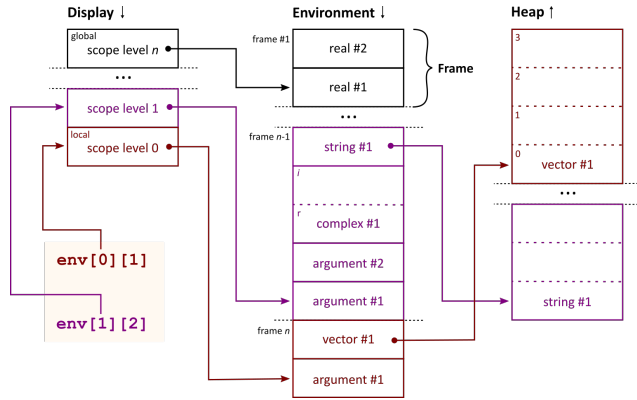 Display ↓
global
scope level n
...
scope level 1
local
scope level 0
env[0][1]
env[1][2]
Environment ↓
frame #1
real #2
real #1
Frame
...
frame n-1
string #1
i
r
complex #1
argument #2
argument #1
frame n
vector #1
argument #1
Heap ↑
3
2
1
0
vector #1
...
string #1